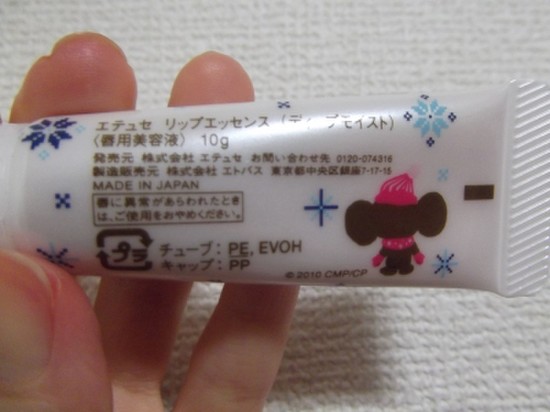 エテュセ リップエッセンス (ディープモイスト)
〈唇用美容液〉 10g
発売元 株式会社 エテュセ お問い合わせ先 0120-074316
製造販売元 株式会社 エトバス 東京都中央区銀座7-17-15
MADE IN JAPAN
唇に異常があらわれたとき
は、ご使用をおやめください。
プラ
チューブ: PE, EVOH
キャップ: PP
© 2010 CMP/CP